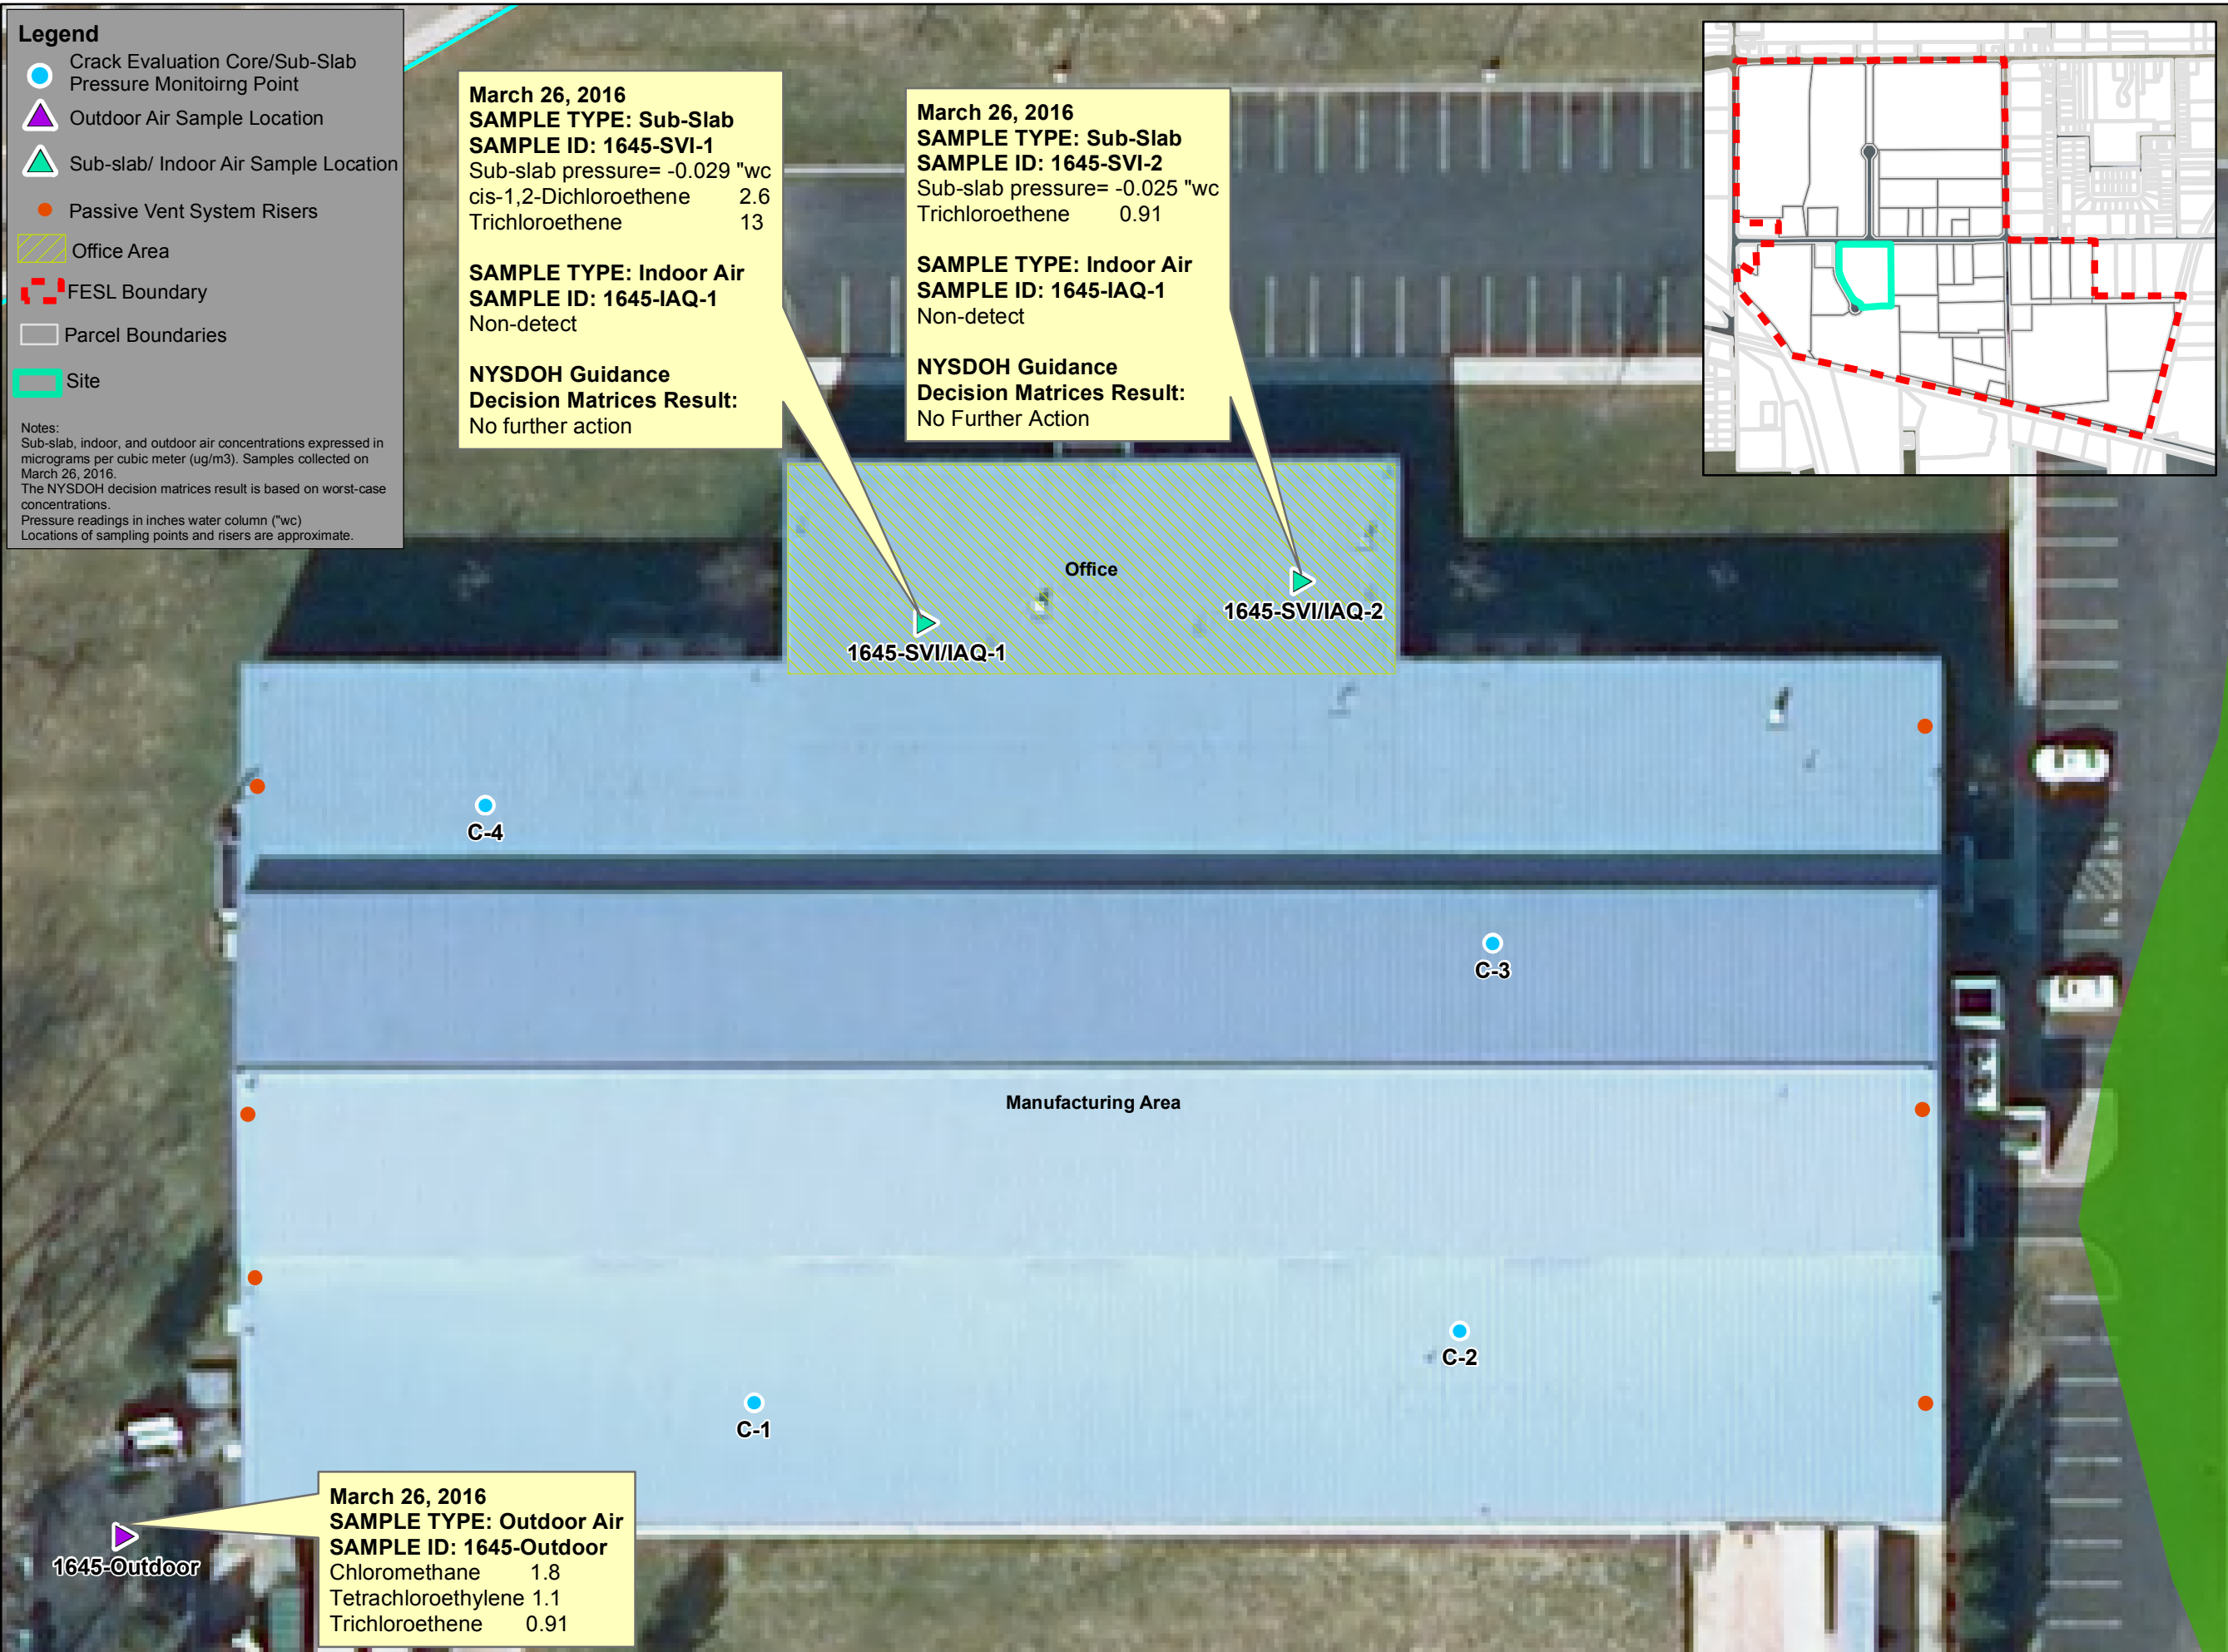 Legend
Crack Evaluation Core/Sub-Slab
Pressure Monitoirng Point
Outdoor Air Sample Location
Sub-slab/ Indoor Air Sample Location
Passive Vent System Risers
Office Area
FESL Boundary
Parcel Boundaries
Site
Notes:
Sub-slab, indoor, and outdoor air concentrations expressed in
micrograms per cubic meter (ug/m3). Samples collected on
March 26, 2016.
The NYSDOH decision matrices result is based on worst-case
concentrations.
Pressure readings in inches water column ("wc)
Locations of sampling points and risers are approximate.
March 26, 2016
SAMPLE TYPE: Sub-Slab
SAMPLE ID: 1645-SVI-1
Sub-slab pressure= -0.029 "wc
cis-1,2-Dichloroethene 2.6
Trichloroethene 13
SAMPLE TYPE: Indoor Air
SAMPLE ID: 1645-IAQ-1
Non-detect
NYSDOH Guidance
Decision Matrices Result:
No further action
March 26, 2016
SAMPLE TYPE: Sub-Slab
SAMPLE ID: 1645-SVI-2
Sub-slab pressure= -0.025 "wc
Trichloroethene 0.91
SAMPLE TYPE: Indoor Air
SAMPLE ID: 1645-IAQ-1
Non-detect
NYSDOH Guidance
Decision Matrices Result:
No Further Action
Office
1645-SVI/IAQ-2
1645-SVI/IAQ-1
C-4
C-3
Manufacturing Area
C-2
C-1
March 26, 2016
SAMPLE TYPE: Outdoor Air
SAMPLE ID: 1645-Outdoor
Chloromethane 1.8
Tetrachloroethylene 1.1
Trichloroethene 0.91
1645-Outdoor